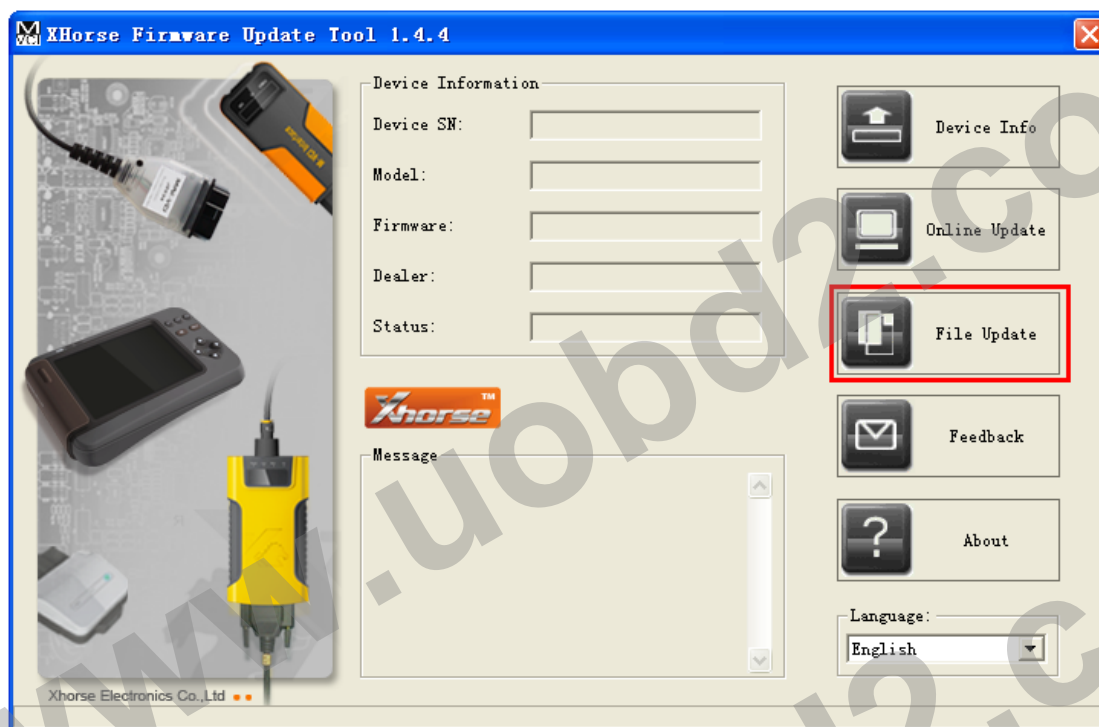 XHorse Firmware Update Tool 1.4.4
Device Information
Device SN:
Model:
Firmware:
Dealer:
Status:
Xhorse™
Message
Device Info
Online Update
File Update
Feedback
?
About
Language:
English
Xhorse Electronics Co.,Ltd
www.uobd2.co